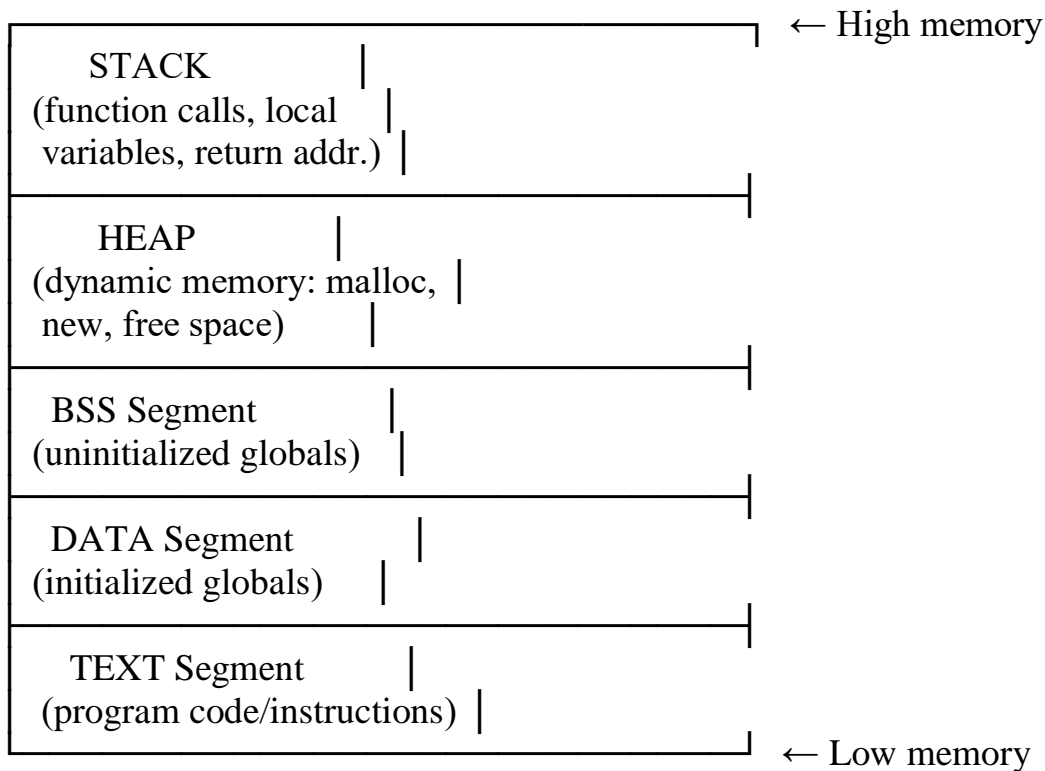 ← High memory
STACK
(function calls, local
variables, return addr.)
HEAP
(dynamic memory: malloc,
new, free space)
BSS Segment
(uninitialized globals)
DATA Segment
(initialized globals)
TEXT Segment
(program code/instructions)
← Low memory